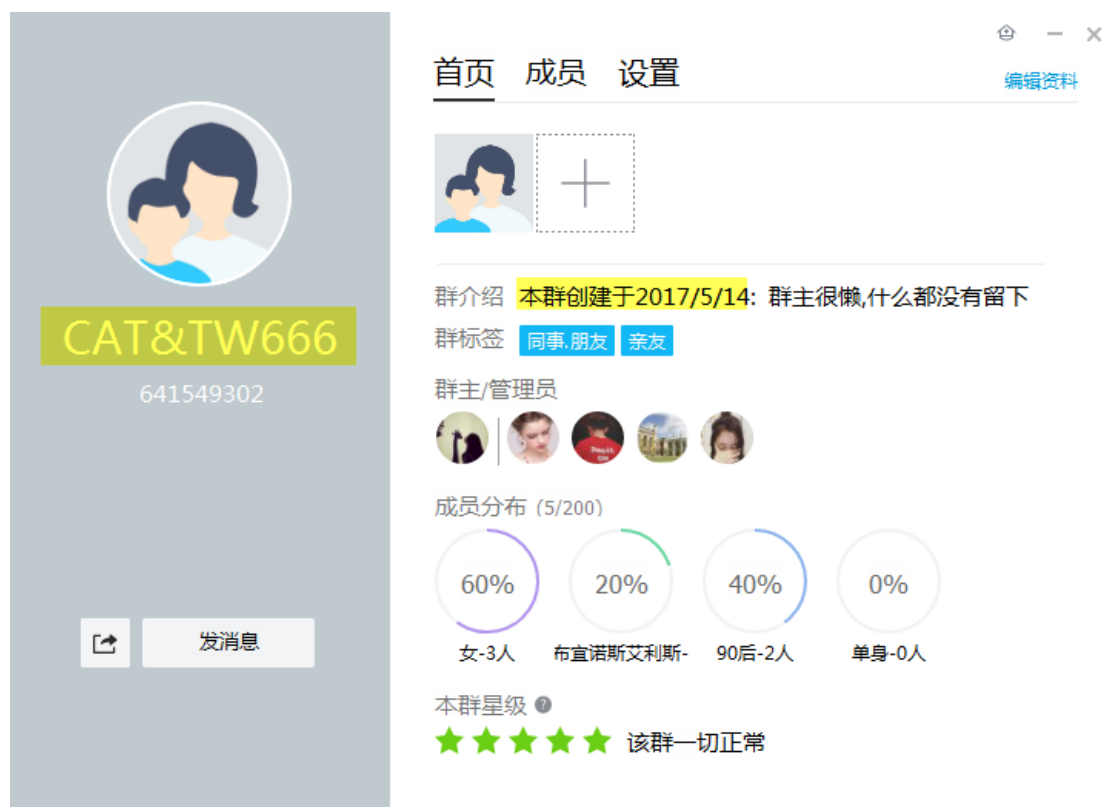 首页 成员 设置
编辑资料
CAT&TW666
641549302
发消息
群介绍 本群创建于2017/5/14: 群主很懒,什么都没有留下
群标签 同事.朋友 亲友
群主/管理员
成员分布 (5/200)
60% 20% 40% 0%
女-3人 布宜诺斯艾利斯- 90后-2人 单身-0人
本群星级 ?
该群一切正常